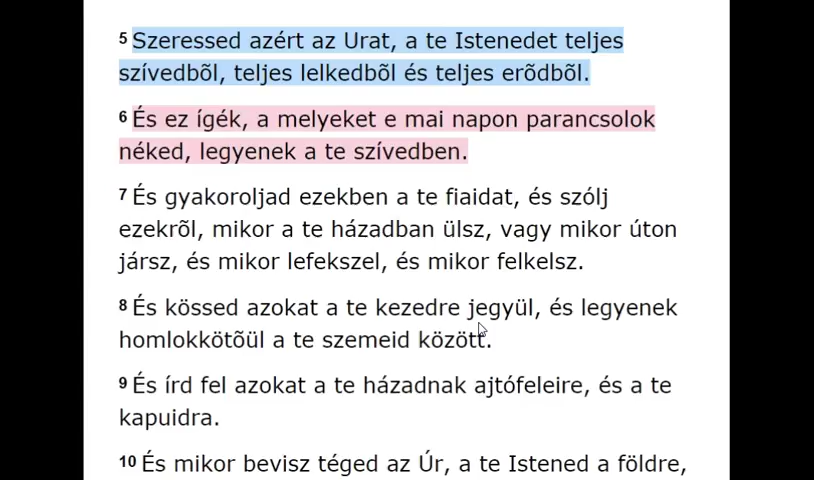 5 Szeressed azért az Urat, a te Istenedet teljes
szívedbõl, teljes lelkedbõl és teljes erõdbõl.
6 És ez ígék, a melyeket e mai napon parancsolok
néked, legyenek a te szívedben.
7 És gyakoroljad ezekben a te fiaidat, és szólj
ezekrõl, mikor a te házadban ülsz, vagy mikor úton
jársz, és mikor lefekszel, és mikor felkelsz.
8 És kössed azokat a te kezedre jegyül, és legyenek
homlokkötõül a te szemeid között.
9 És írd fel azokat a te házadnak ajtófeleire, és a te
kapuidra.
10 És mikor bevisz téged az Úr, a te Istened a földre,